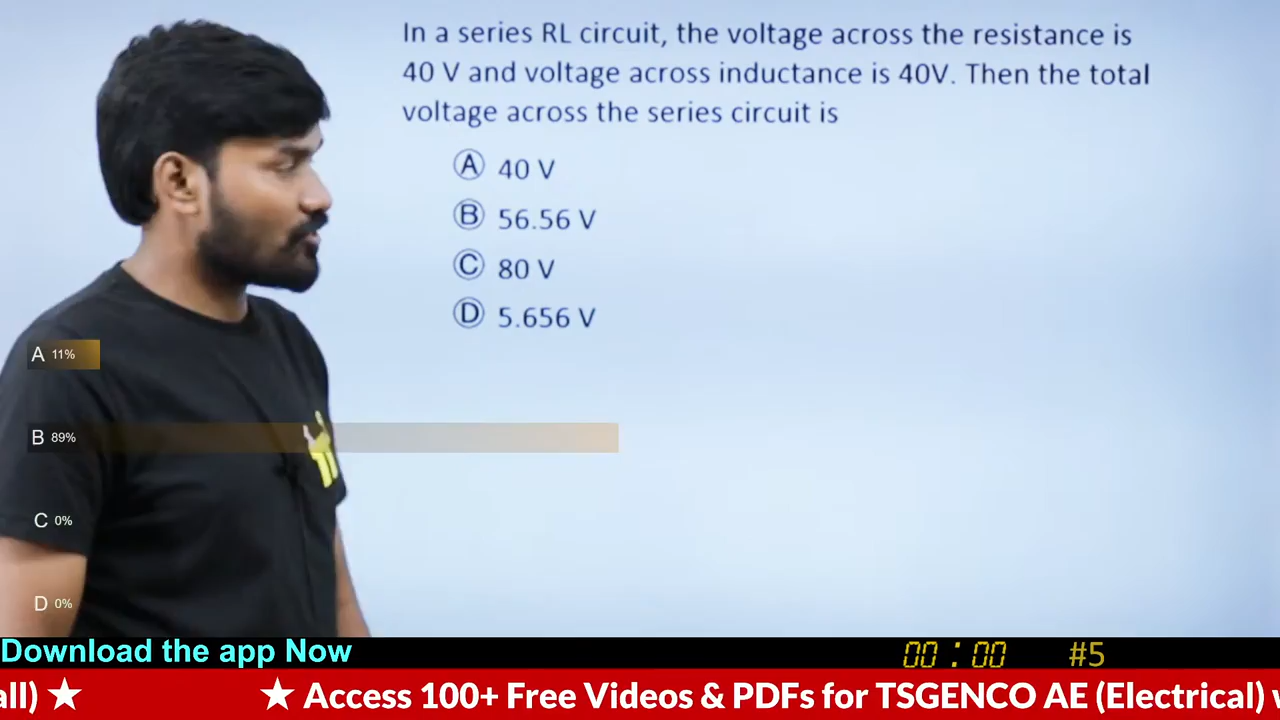 In a series RL circuit, the voltage across the resistance is
40 V and voltage across inductance is 40V. Then the total
voltage across the series circuit is
Ⓐ 40 V
Ⓑ 56.56 V
Ⓒ 80 V
Ⓓ 5.656 V
A 11%
B 89%
C 0%
D 0%
Download the app Now
00:00 #5
all) ★ ★ Access 100+ Free Videos & PDFs for TSGENCO AE (Electrical)